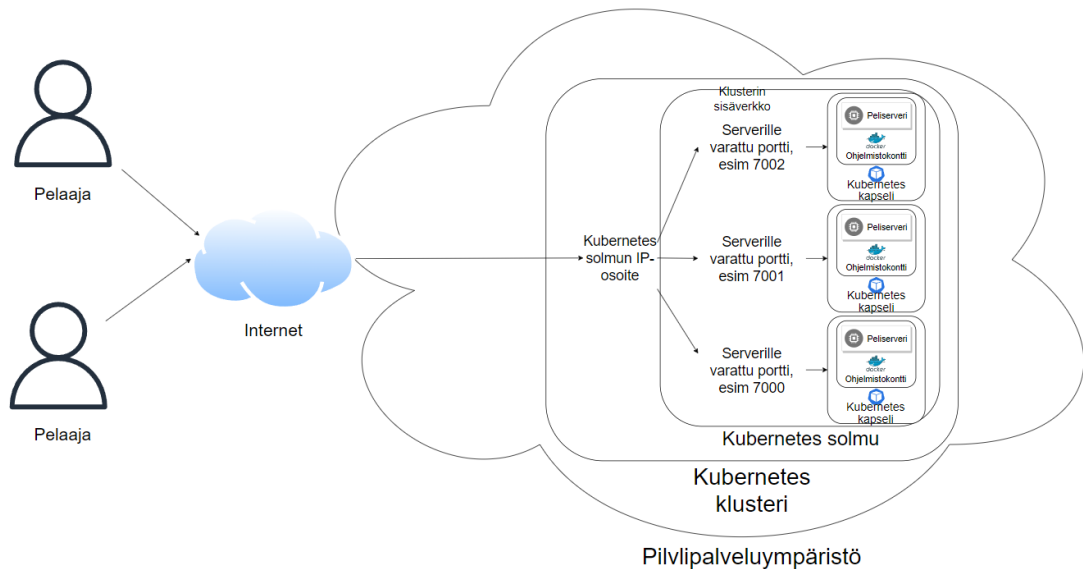 Pelaaja
Pelaaja
Internet
Kubernetes
solmun IP-
osoite
Klusterin
sisäverkko
Serverille
varattu portti,
esim 7002
Peliserveri
docker
Ohjelmistokontti
Kubernetes
kapseli
Serverille
varattu portti,
esim 7001
Peliserveri
docker
Ohjelmistokontti
Kubernetes
kapseli
Serverille
varattu portti,
esim 7000
Peliserveri
docker
Ohjelmistokontti
Kubernetes
kapseli
Kubernetes solmu
Kubernetes
klusteri
Pilvlipalveluympäristö